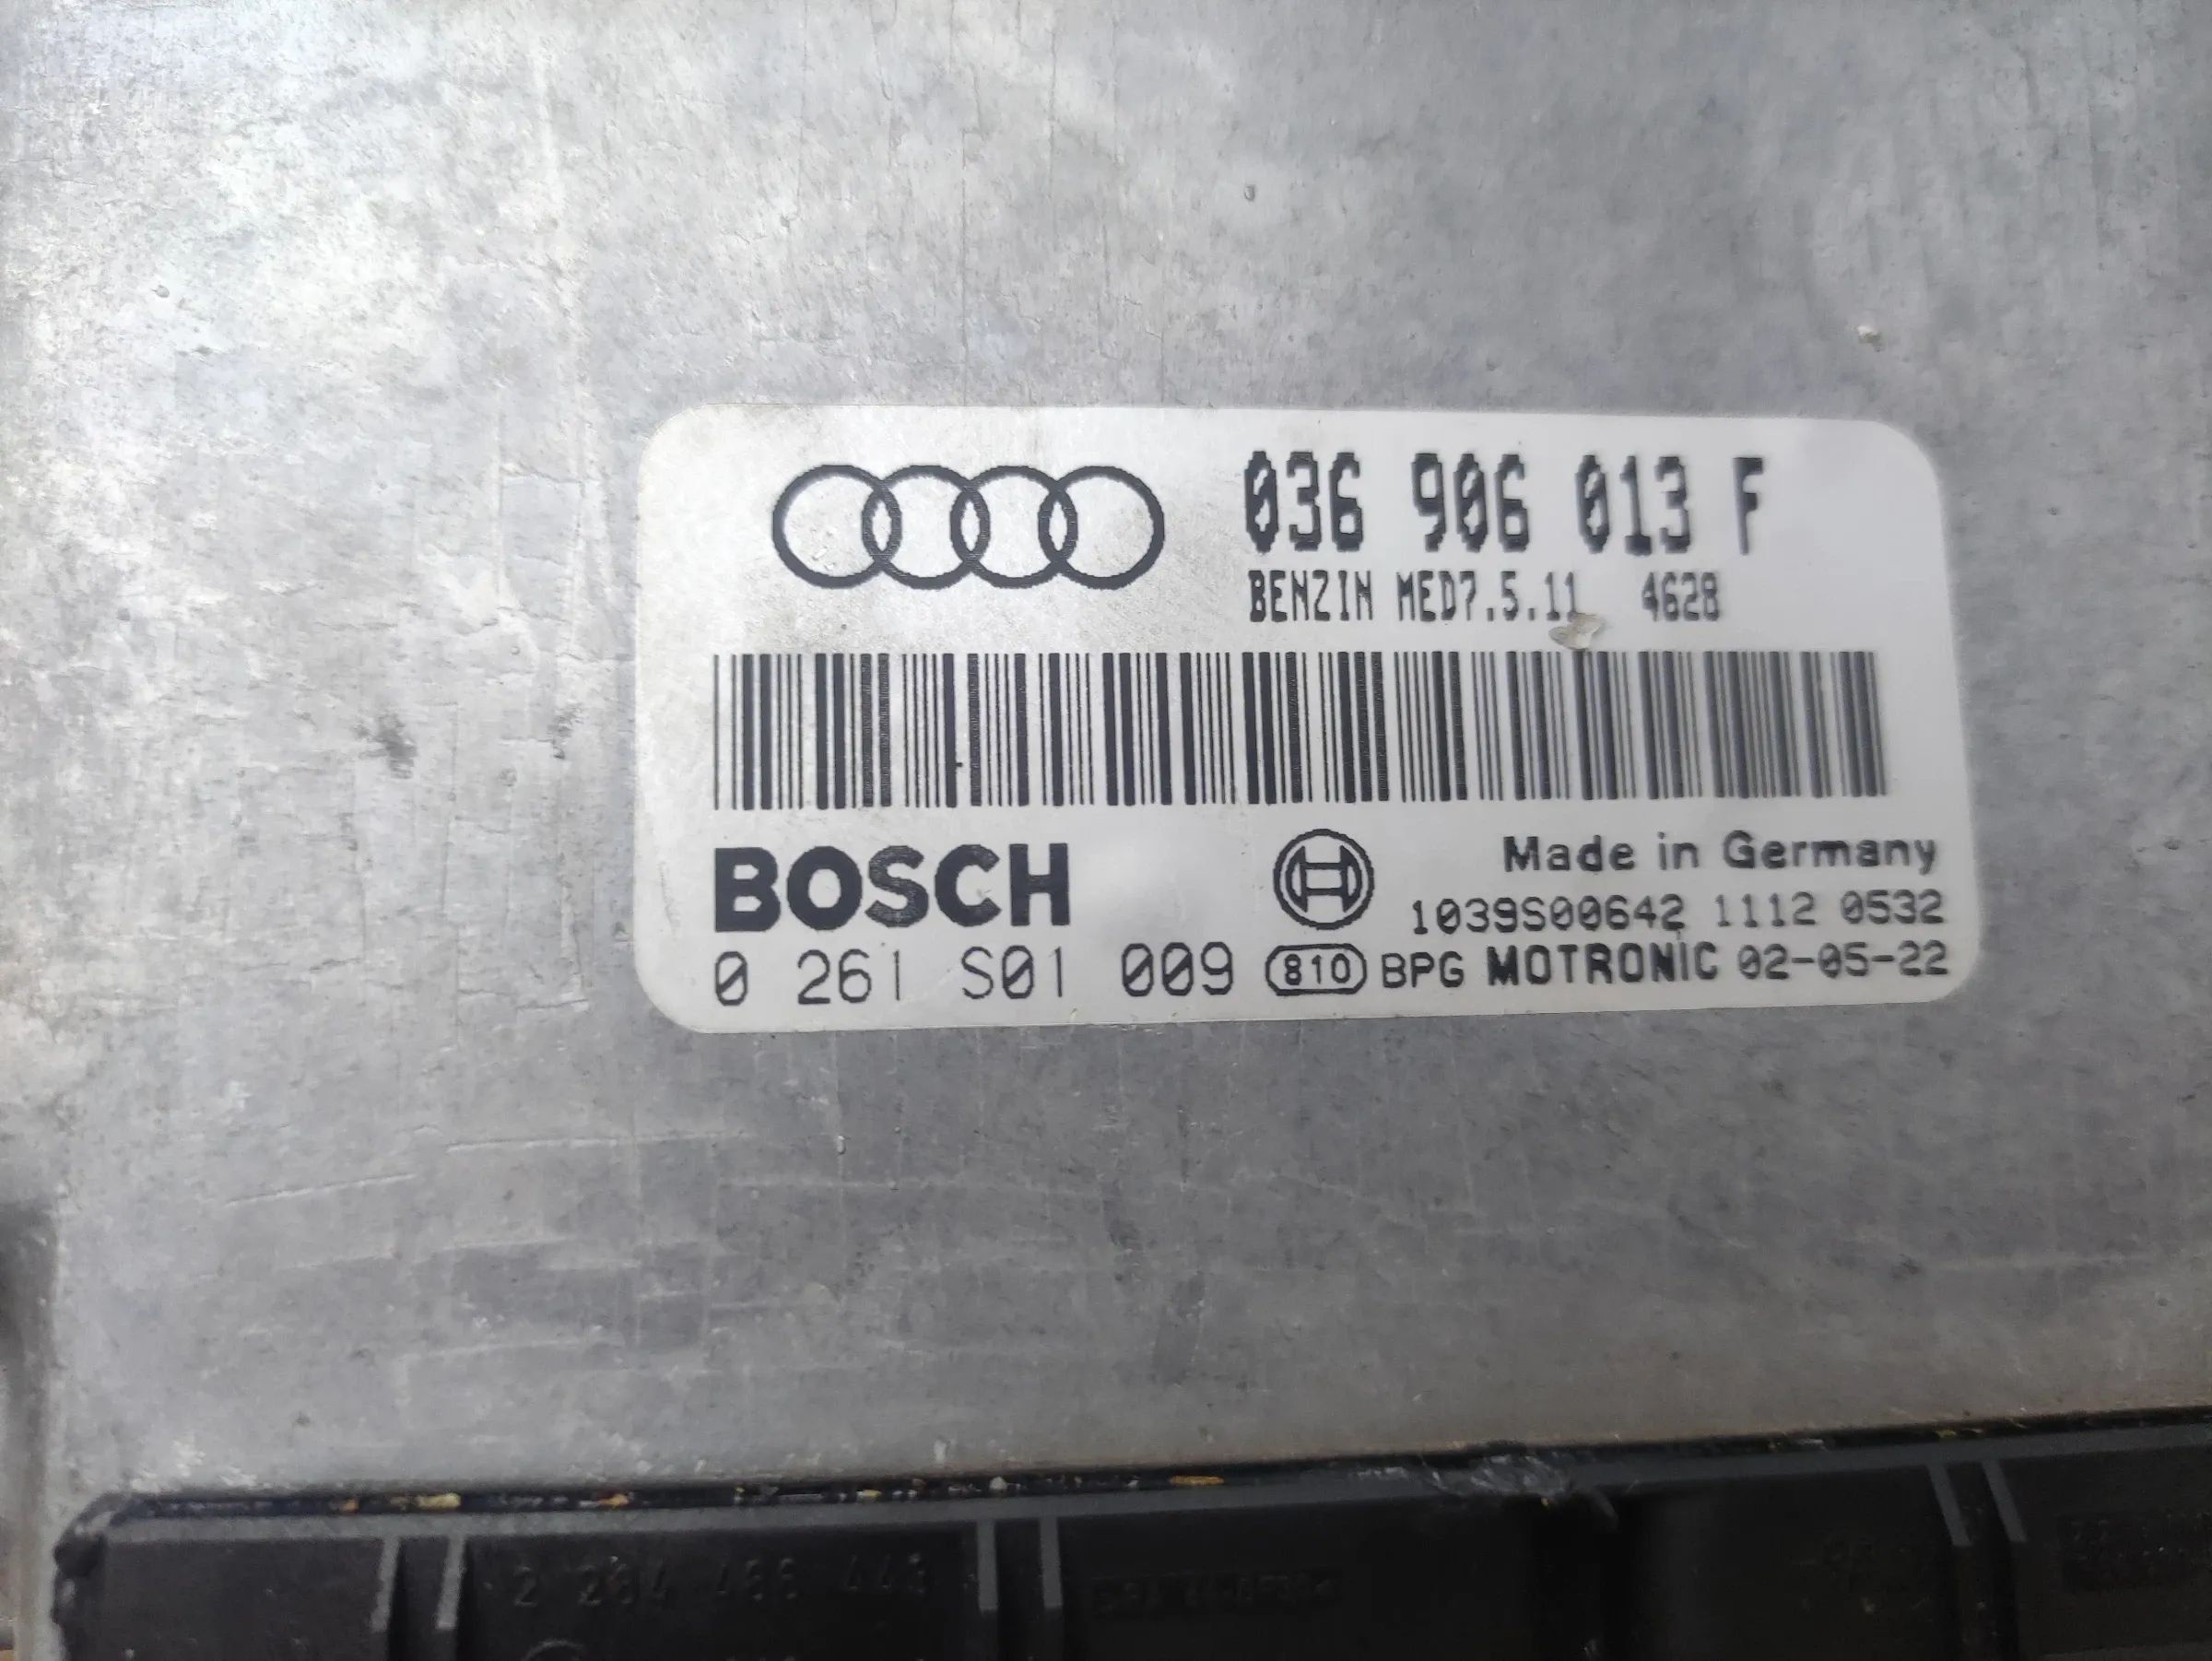 036 906 013 F
BENZIN MED7.5.11 4628
BOSCH
Made in Germany
1039S00642 1112 0532
0 261 S01 009 810 BPG MOTRONIC 02-05-22